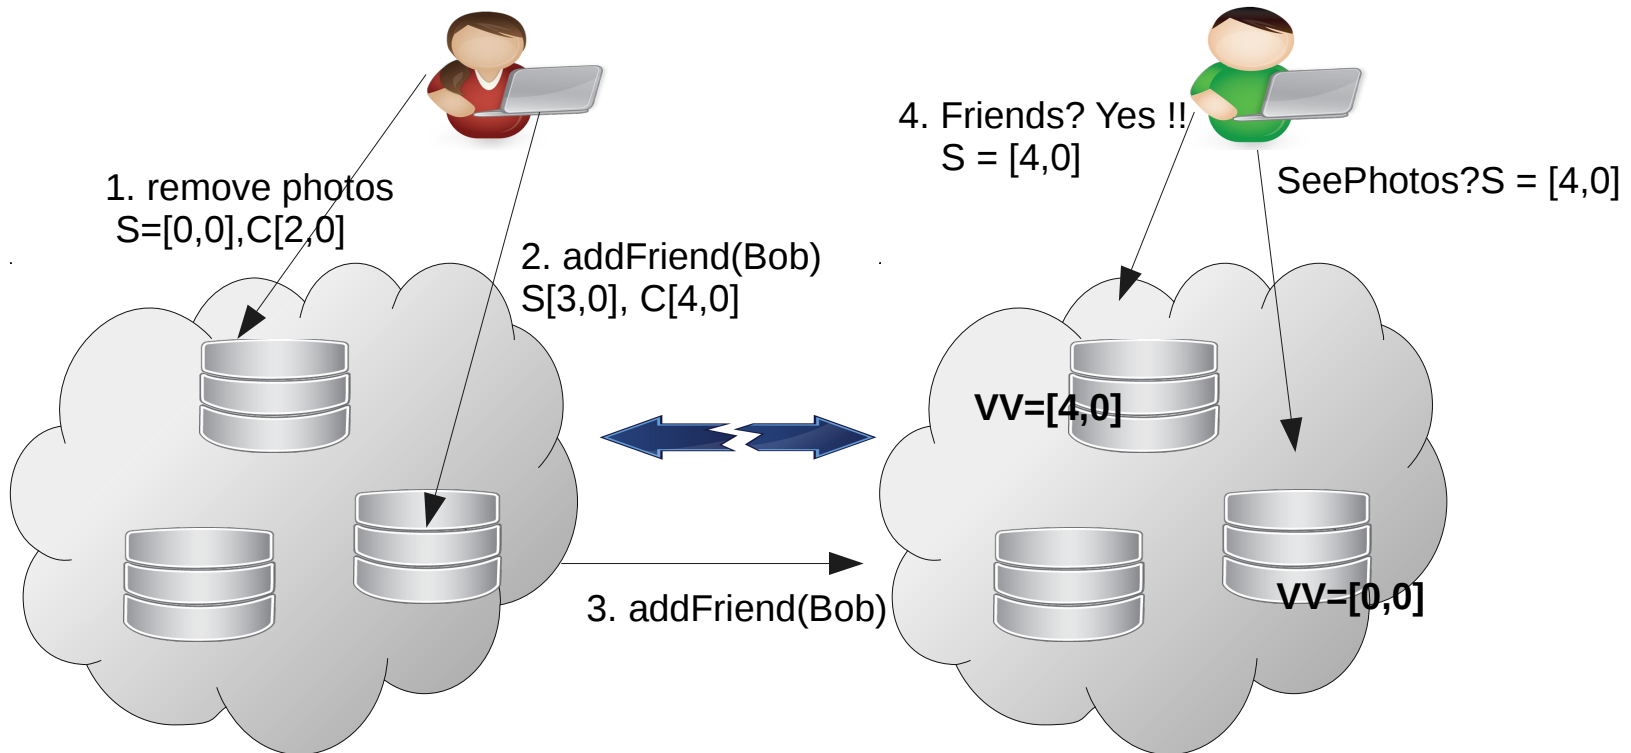 1. remove photos
S=[0,0],C[2,0]
2. addFriend(Bob)
S[3,0], C[4,0]
3. addFriend(Bob)
4. Friends? Yes !!
S = [4,0]
SeePhotos?S = [4,0]
VV=[4,0]
VV=[0,0]